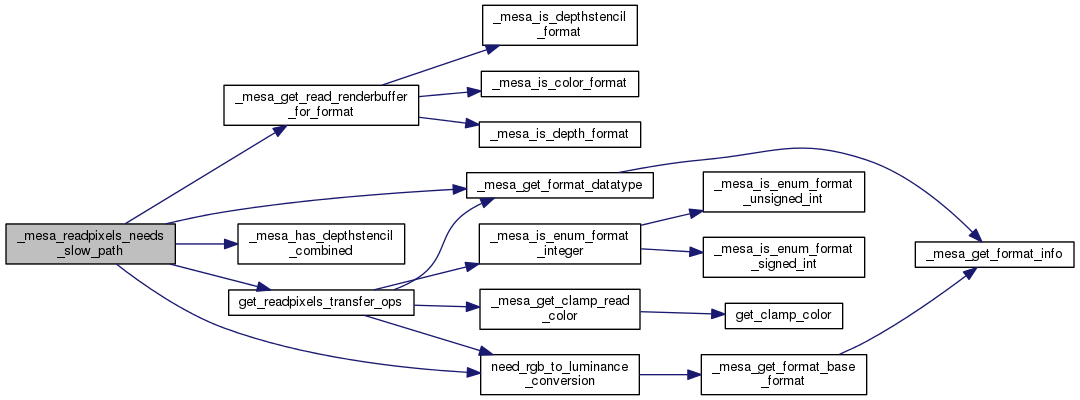 _mesa_is_depthstencil
_format
_mesa_get_read_renderbuffer
_for_format
_mesa_is_color_format
_mesa_is_depth_format
_mesa_get_format_datatype
_mesa_is_enum_format
_unsigned_int
_mesa_readpixels_needs
_slow_path
_mesa_has_depthstencil
_combined
_mesa_is_enum_format
_integer
_mesa_is_enum_format
_signed_int
_mesa_get_format_info
get_readpixels_transfer_ops
_mesa_get_clamp_read
_color
get_clamp_color
need_rgb_to_luminance
_conversion
_mesa_get_format_base
_format